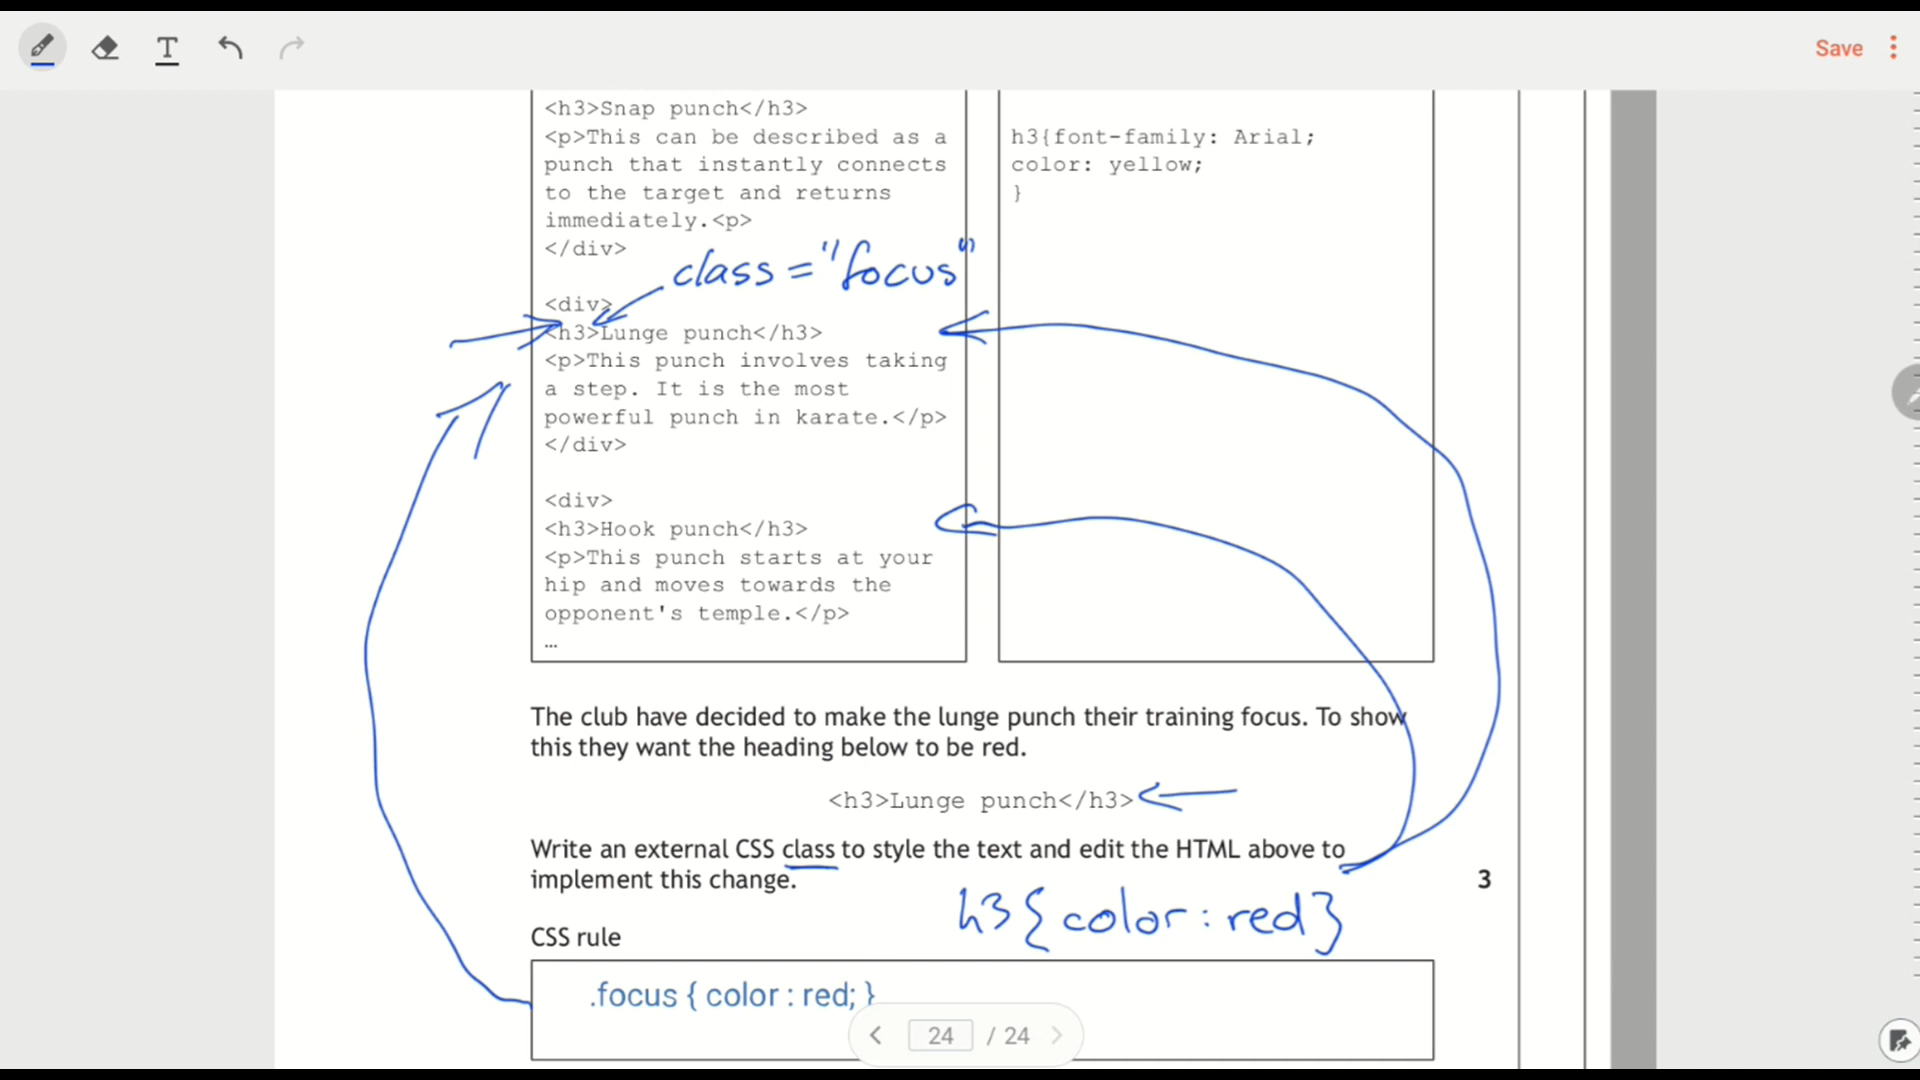 T
Save
<h3>Snap punch</h3>
<p>This can be described as a
punch that instantly connects
to the target and returns
immediately.<p>
</div>
class="focus"
<div>
<h3>Lunge punch</h3>
<p>This punch involves taking
a step. It is the most
powerful punch in karate.</p>
</div>
<div>
<h3>Hook punch</h3>
<p>This punch starts at your
hip and moves towards the
opponent's temple.</p>
…
h3{font-family: Arial;
color: yellow;
}
The club have decided to make the lunge punch their training focus. To show
this they want the heading below to be red.
<h3>Lunge punch</h3>
Write an external CSS class to style the text and edit the HTML above to
implement this change.
3
h3{color:red}
CSS rule
.focus { color : red; }
24 / 24